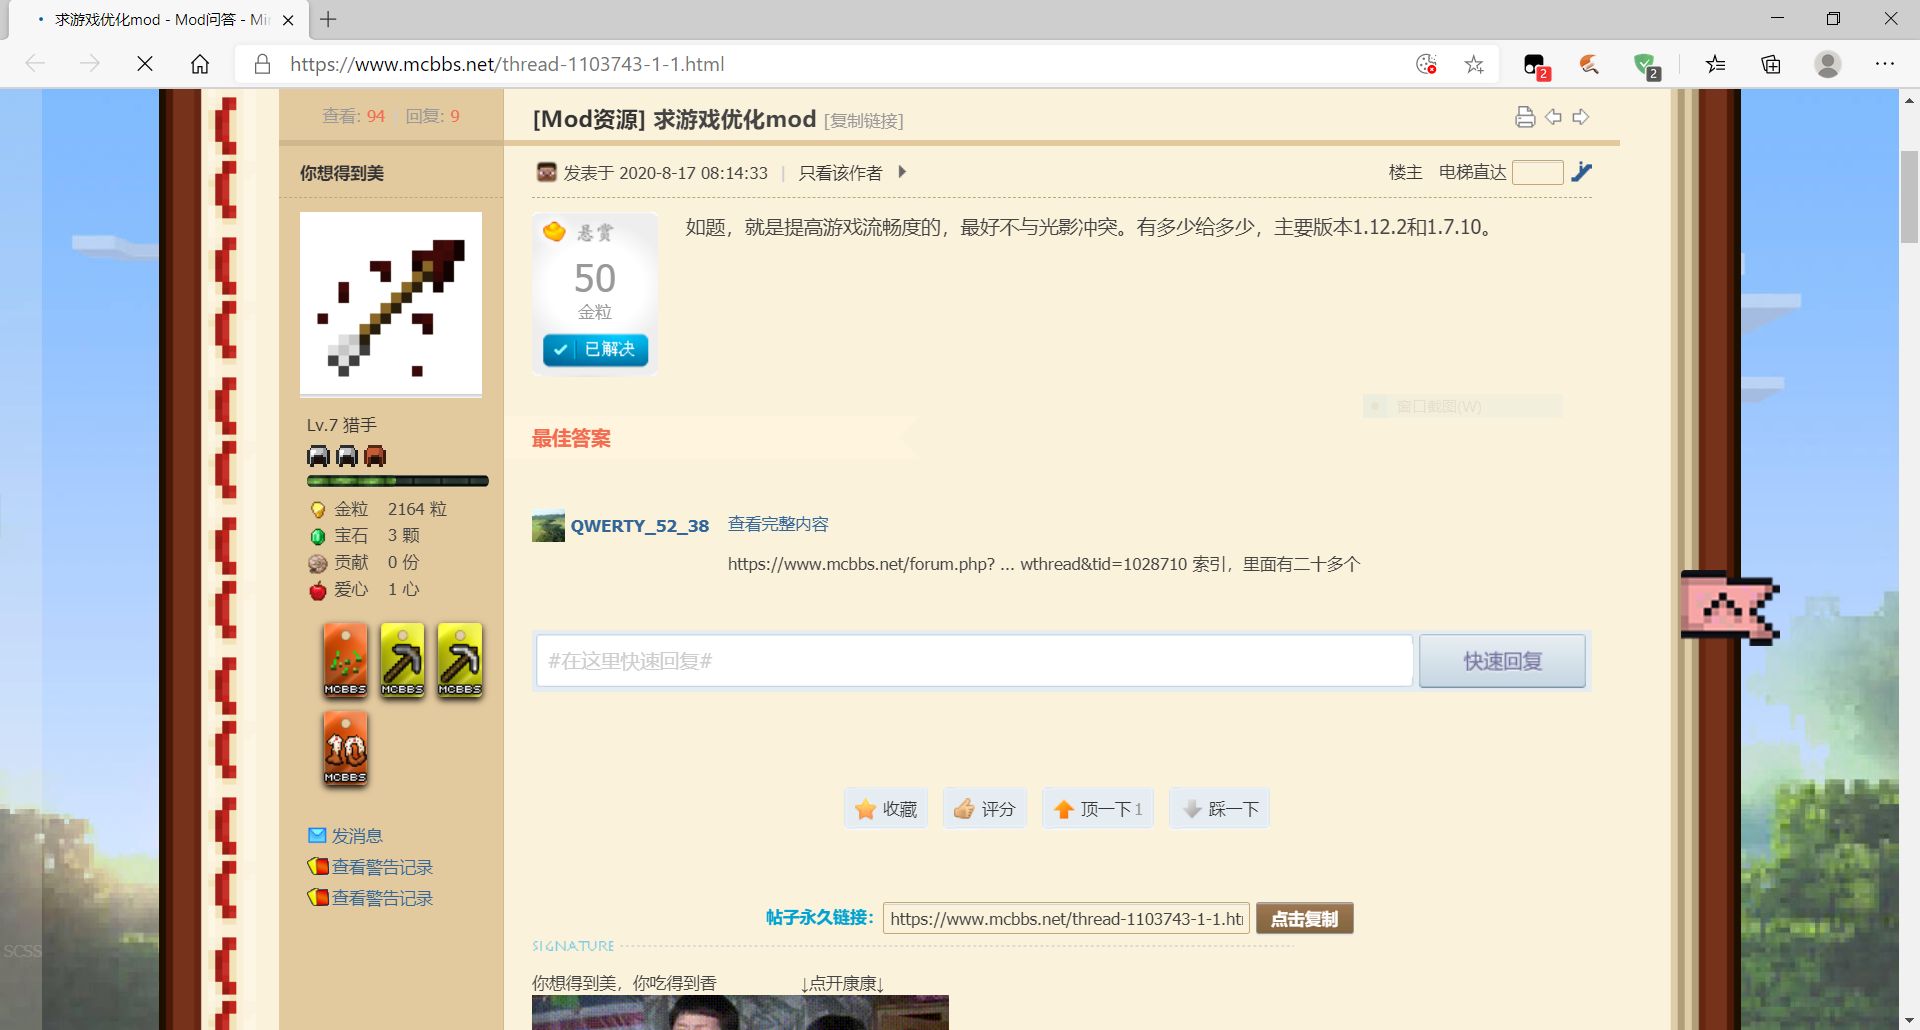 求游戏优化mod - Mod问答 - Mi
https://www.mcbbs.net/thread-1103743-1-1.html
2
2
查看: 94 回复: 9
[Mod资源] 求游戏优化mod [复制链接]
你想得到美
发表于 2020-8-17 08:14:33 | 只看该作者
楼主 电梯直达
悬赏
50
金粒
已解决
如题，就是提高游戏流畅度的，最好不与光影冲突。有多少给多少，主要版本1.12.2和1.7.10。
窗口截图(W)
Lv.7 猎手
最佳答案
金粒 2164 粒
宝石 3 颗
贡献 0 份
爱心 1 心
QWERTY_52_38 查看完整内容
https://www.mcbbs.net/forum.php? ... wthread&tid=1028710 索引，里面有二十多个
#在这里快速回复#
快速回复
MCBBS
MCBBS
MCBBS
10
MCBBS
收藏
评分
顶一下 1
踩一下
发消息
查看警告记录
查看警告记录
帖子永久链接: https://www.mcbbs.net/thread-1103743-1-1.ht 点击复制
SIGNATURE
SCSS
你想得到美，你吃得到香 ↓点开康康↓